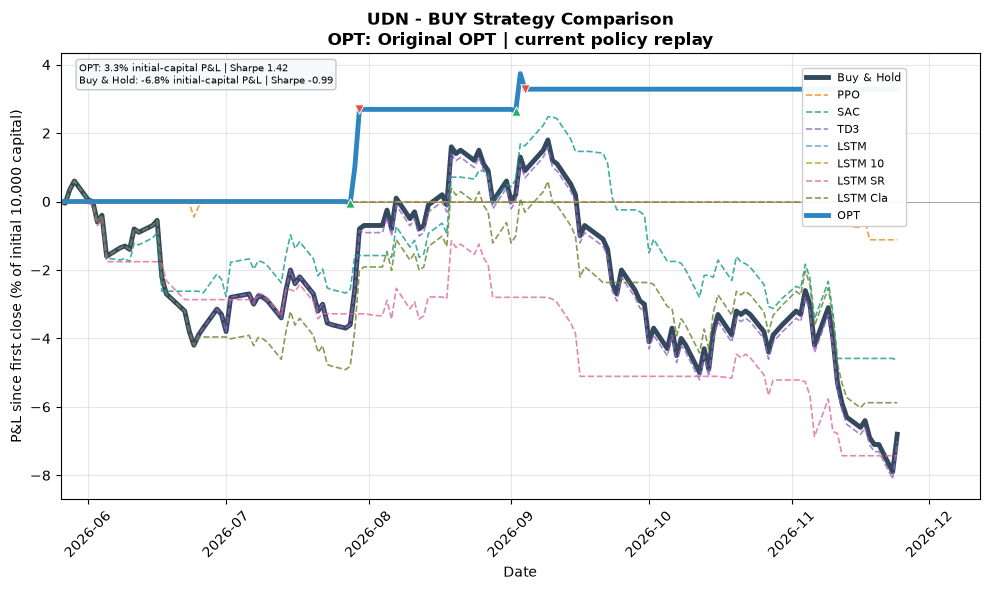 UDN - BUY Strategy Comparison
OPT: Original OPT | current policy replay
OPT: 3.3% initial-capital P&L | Sharpe 1.42
Buy & Hold: -6.8% initial-capital P&L | Sharpe -0.99
Buy & Hold
PPO
SAC
TD3
LSTM
LSTM 10
LSTM SR
LSTM Cla
OPT
P&L since first close (% of initial 10,000 capital)
4
2
0
−2
−4
−6
−8
2026-06
2026-07
2026-08
2026-09
2026-10
2026-11
2026-12
Date